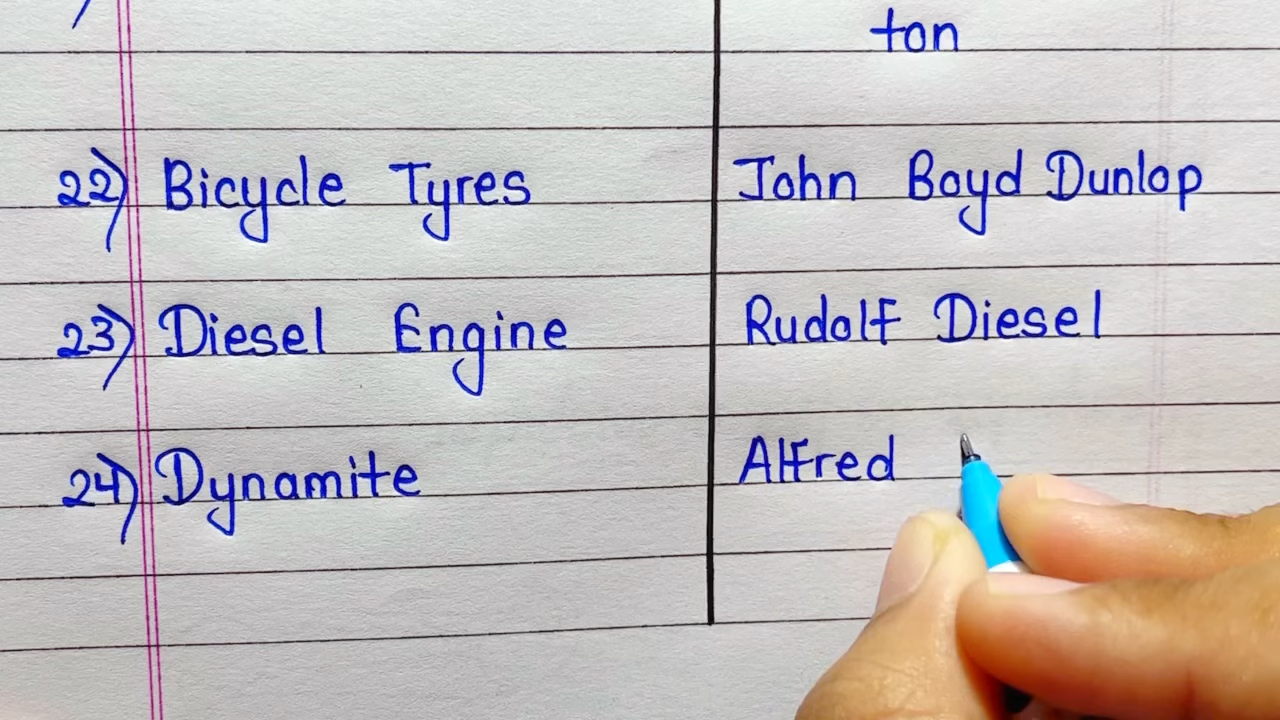 ton
22) Bicycle Tyres John Boyd Dunlop
23) Diesel Engine Rudolf Diesel
24) Dynamite Alfred